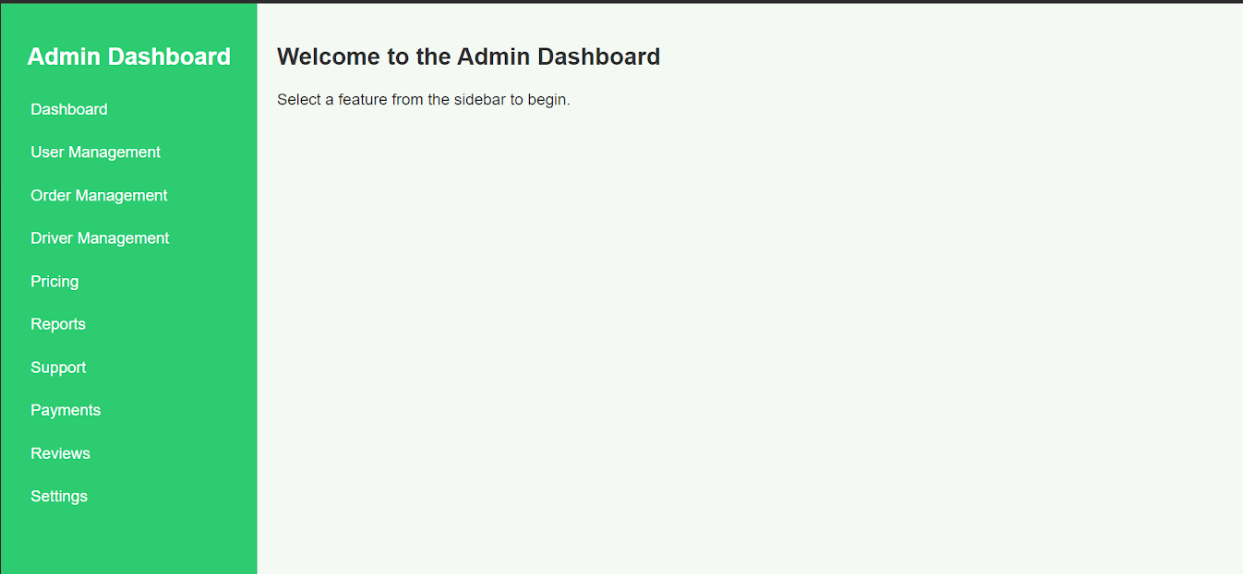 Admin Dashboard
Dashboard
User Management
Order Management
Driver Management
Pricing
Reports
Support
Payments
Reviews
Settings
Welcome to the Admin Dashboard
Select a feature from the sidebar to begin.